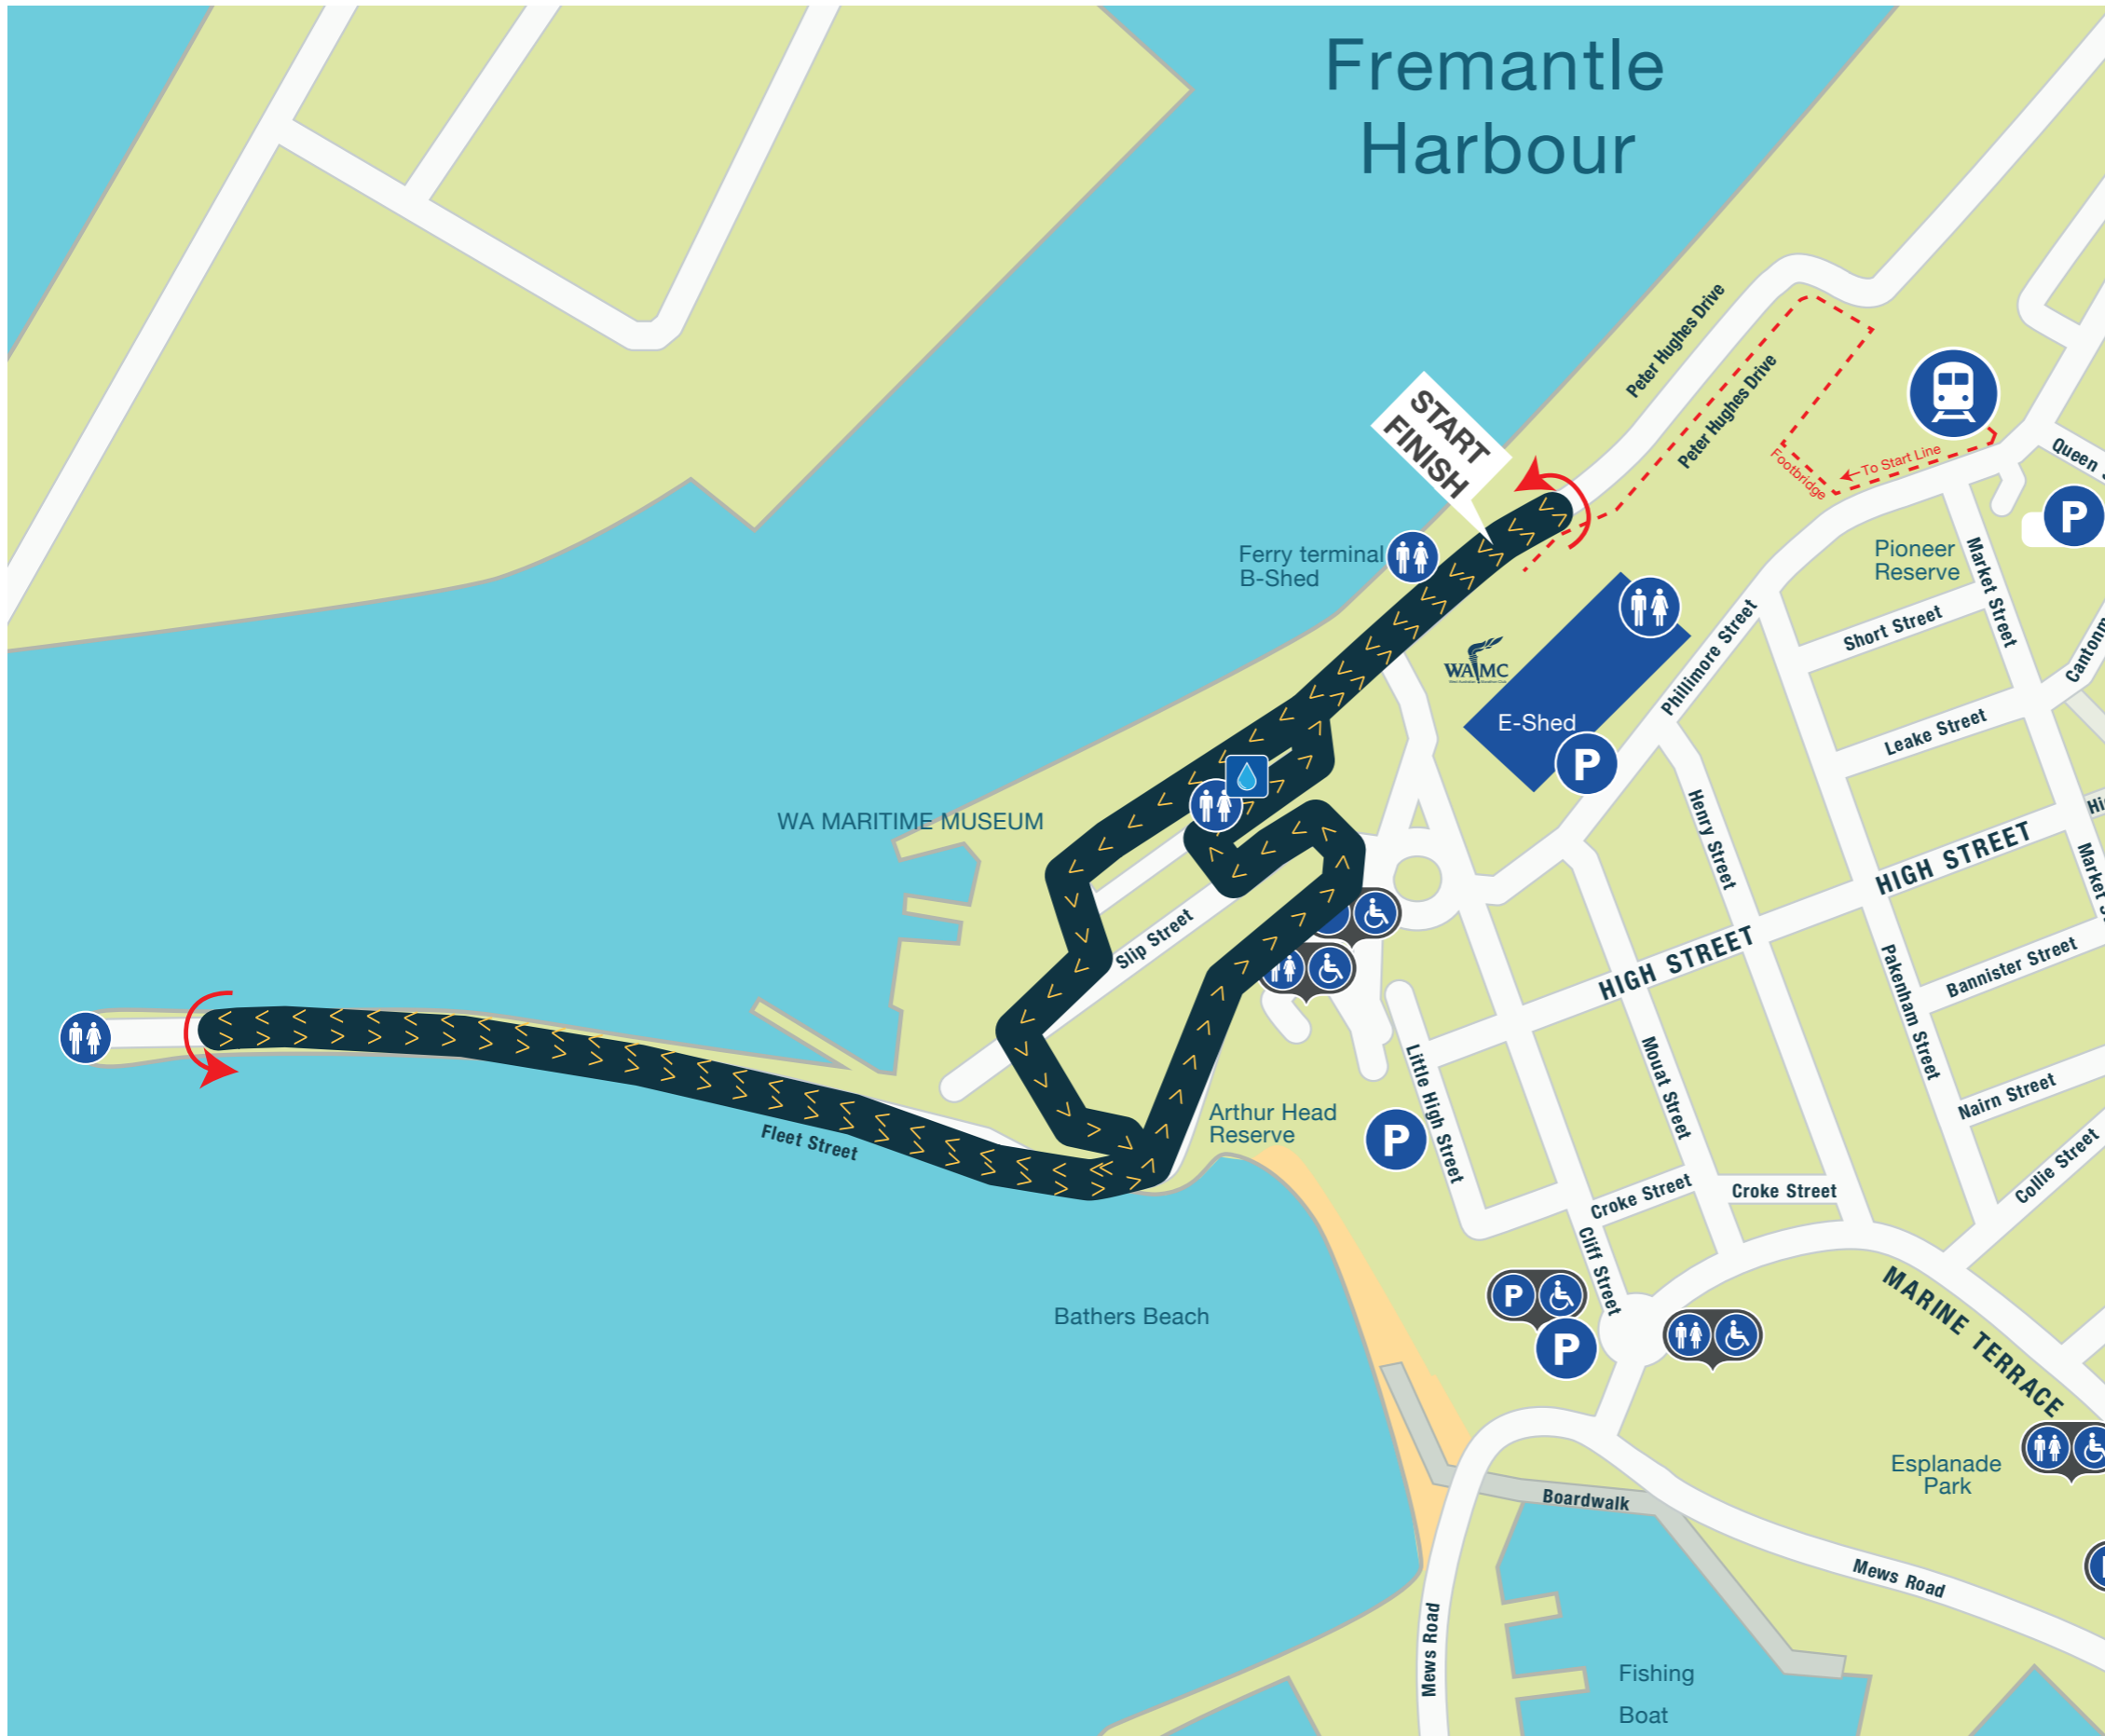 Fremantle
Harbour
Peter Hughes Drive
Peter Hughes Drive
START
FINISH
To Start Line
Footbridge
Queen
P
Ferry terminal
B-Shed
Pioneer
Reserve
Market Street
Short Street
Phillimore Street
WAMC
E-Shed
P
Leake Street
WA MARITIME MUSEUM
Henry Street
HIGH STREET
Market
Slip Street
HIGH STREET
Pakenham Street
Bannister Street
Fleet Street
Arthur Head
Reserve
P
Little High Street
Mouat Street
Nairn Street
Collie Street
Croke Street
Croke Street
Cliff Street
Bathers Beach
P
P
MARINE TERRACE
Esplanade
Park
Boardwalk
Mews Road
Mews Road
Fishing
Boat